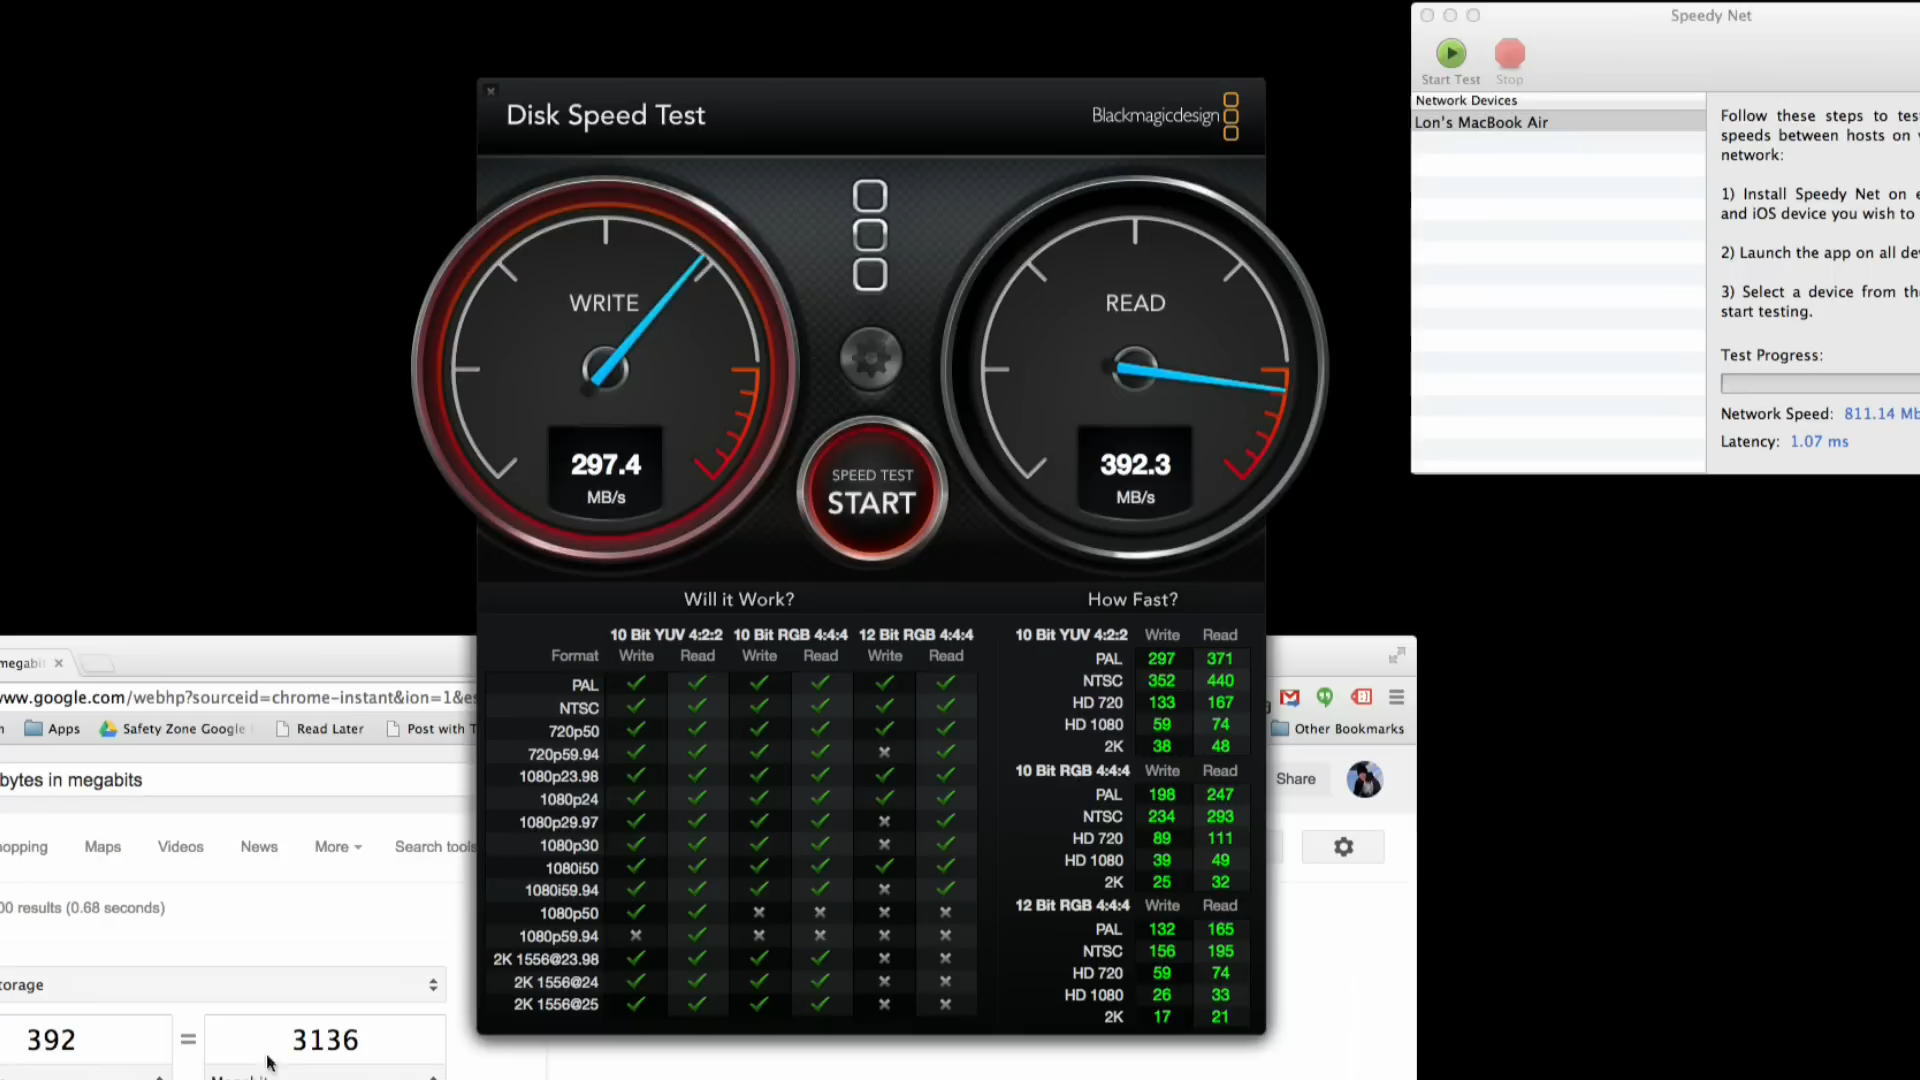 Speedy Net
Start Test Stop
Network Devices
Lon's MacBook Air
Follow these steps to
speeds between hosts on
network:
1) Install Speedy Net on
and iOS device you wish to
2) Launch the app on all
3) Select a device from
start testing.
Test Progress:
Network Speed: 811.14
Latency: 1.07 ms
Disk Speed Test
Blackmagicdesign
WRITE
297.4
MB/s
SPEED TEST
START
READ
392.3
MB/s
Will it Work?
10 Bit YUV 4:2:2 10 Bit RGB 4:4:4 12 Bit RGB 4:4:4
Format Write Read Write Read Write Read
PAL ✓ ✓ ✓ ✓ ✓ ✓
NTSC ✓ ✓ ✓ ✓ ✓ ✓
720p50 ✓ ✓ ✓ ✓ ✓ ✓
720p59.94 ✓ ✓ ✓ ✓ × ✓
1080p23.98 ✓ ✓ ✓ ✓ ✓ ✓
1080p24 ✓ ✓ ✓ ✓ ✓ ✓
1080p29.97 ✓ ✓ ✓ ✓ × ✓
1080p30 ✓ ✓ ✓ ✓ × ✓
1080i50 ✓ ✓ ✓ ✓ ✓ ✓
1080i59.94 ✓ ✓ ✓ ✓ × ✓
1080p50 ✓ ✓ × × × ×
1080p59.94 × ✓ × × × ×
2K 1556@23.98 ✓ ✓ ✓ ✓ × ×
2K 1556@24 ✓ ✓ ✓ ✓ × ×
2K 1556@25 ✓ ✓ ✓ ✓ × ×
How Fast?
10 Bit YUV 4:2:2 Write Read
PAL 297 371
NTSC 352 440
HD 720 133 167
HD 1080 59 74
2K 38 48
10 Bit RGB 4:4:4 Write Read
PAL 198 247
NTSC 234 293
HD 720 89 111
HD 1080 39 49
2K 25 32
12 Bit RGB 4:4:4 Write Read
PAL 132 165
NTSC 156 195
HD 720 59 74
HD 1080 26 33
2K 17 21
megabi
ww.google.com/webhp?sourceid=chrome-instant&ion=1&es
Apps Safety Zone Google Read Later Post with T
Other Bookmarks
bytes in megabits
Share
opping Maps Videos News More Search tools
00 results (0.68 seconds)
torage
392 = 3136